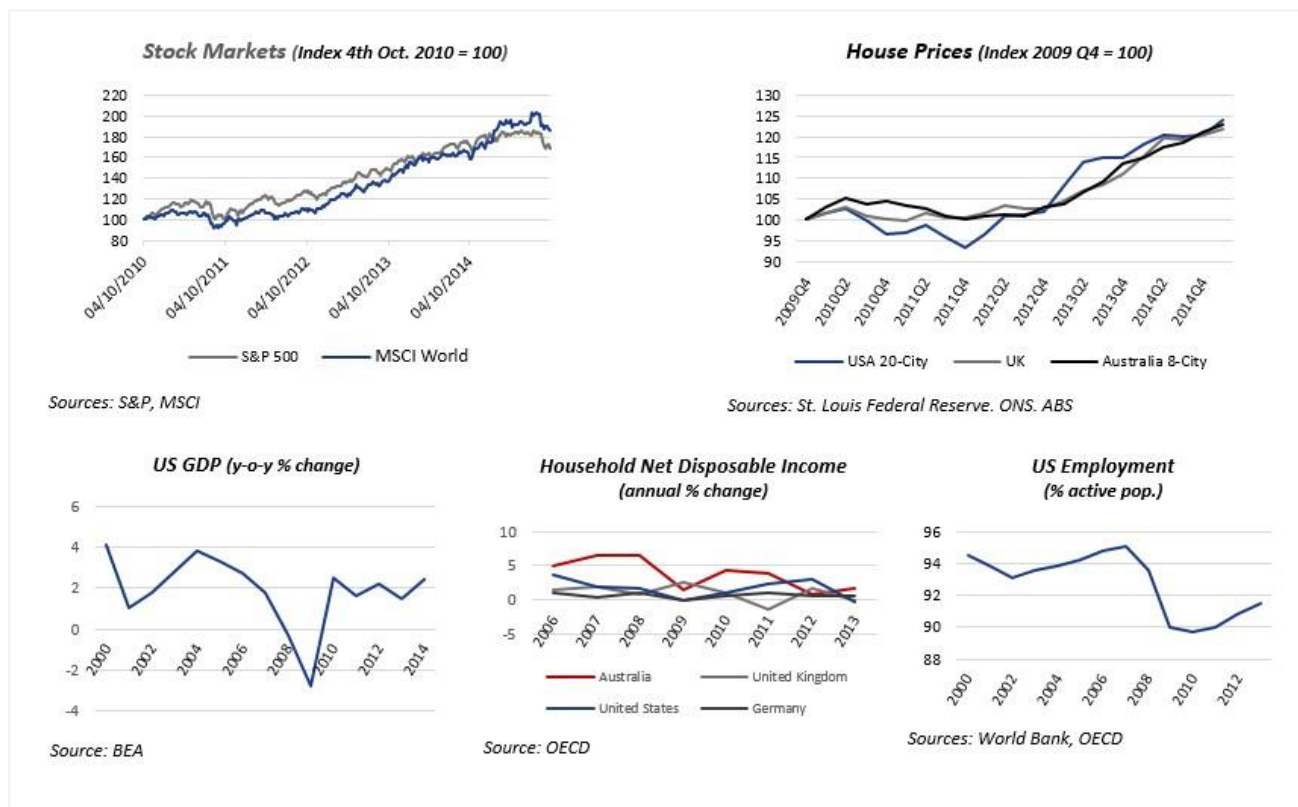 Stock Markets (Index 4th Oct. 2010 = 100)
220
200
180
160
140
120
100
80
04/10/2010
04/10/2011
04/10/2012
04/10/2013
04/10/2014
S&P 500
MSCI World
Sources: S&P, MSCI
House Prices (Index 2009 Q4 = 100)
130
125
120
115
110
105
100
95
90
2009Q4
2010Q2
2010Q4
2011Q2
2011Q4
2012Q2
2012Q4
2013Q2
2013Q4
2014Q2
2014Q4
USA 20-City
UK
Australia 8-City
Sources: St. Louis Federal Reserve. ONS. ABS
US GDP (y-o-y % change)
6
4
2
0
-2
-4
2000
2002
2004
2006
2008
2010
2012
2014
Source: BEA
Household Net Disposable Income
(annual % change)
10
5
0
-5
2006
2007
2008
2009
2010
2011
2012
2013
Australia
United Kingdom
United States
Germany
Source: OECD
US Employment
(% active pop.)
96
94
92
90
88
2000
2002
2004
2006
2008
2010
2012
Sources: World Bank, OECD